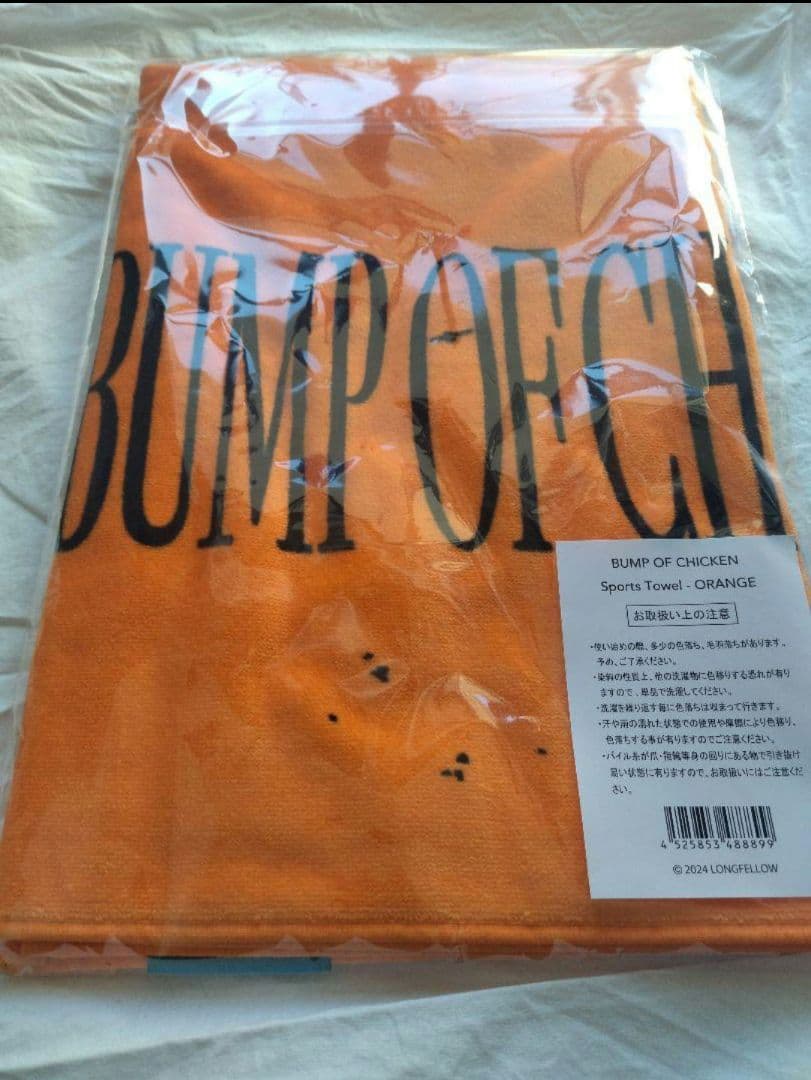 BUMP OF CH
BUMP OF CHICKEN
Sports Towel - ORANGE
お取扱い上の注意
・使い始めの際、多少の色落ち、毛羽落ちがあります。
予め、ご了承ください。
・染料の性質上、他の洗濯物に色移りする恐れが有り
ますので、単品で洗濯してください。
・洗濯を繰り返す毎に色落ちは収まって行きます。
・汗や雨の濡れた状態での使用や摩擦により色移り、
色落ちする事が有りますのでご注意ください。
・パイル糸が爪・指輪等身の回りにある物で引き抜け
易い状態に有りますので、お取扱いにはご注意くだ
さい。
4 525853 488899
© 2024 LONGFELLOW